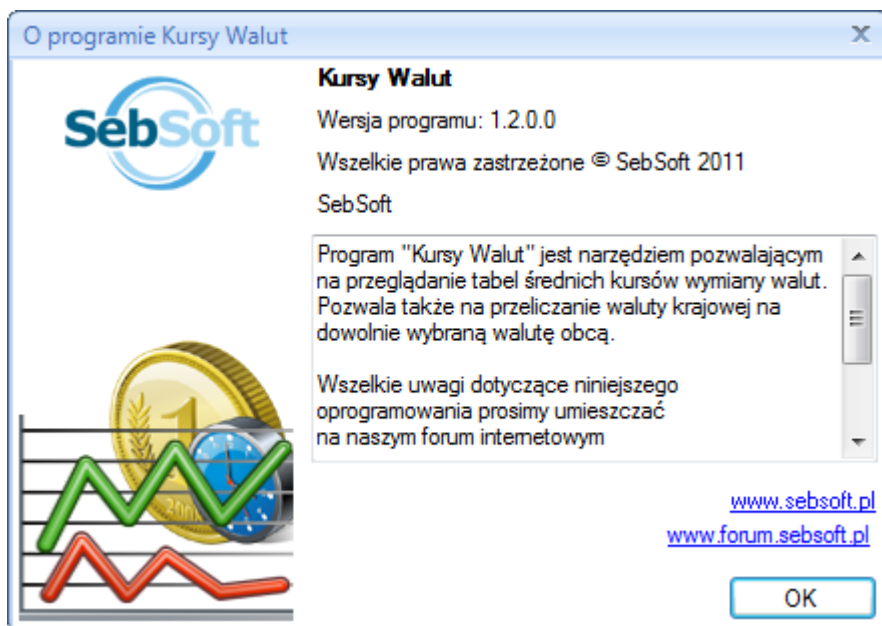 O programie Kursy Walut
SebSoft
Kursy Walut
Wersja programu: 1.2.0.0
Wszelkie prawa zastrzeżone © SebSoft 2011
SebSoft
Program "Kursy Walut" jest narzędziem pozwalającym
na przeglądanie tabel średnich kursów wymiany walut.
Pozwala także na przeliczanie waluty krajowej na
dowolnie wybraną walutę obcą.
Wszelkie uwagi dotyczące niniejszego
oprogramowania prosimy umieszczać
na naszym forum internetowym
1
www.sebsoft.pl
www.forum.sebsoft.pl
OK